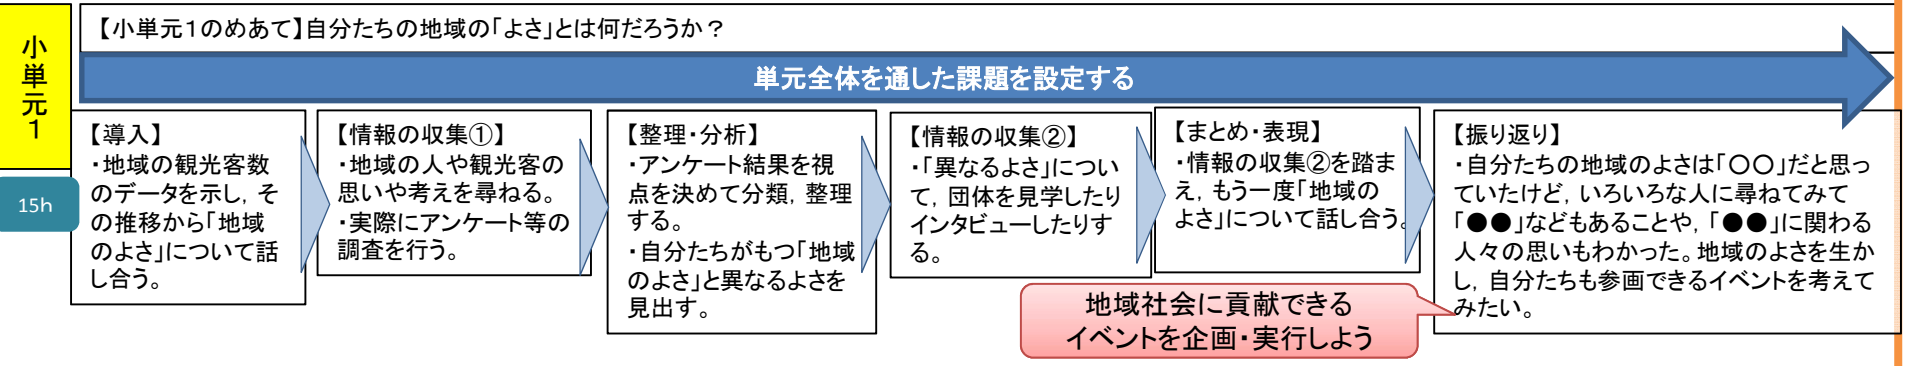 小単元1
15h
【小単元1のめあて】自分たちの地域の「よさ」とは何だろうか？
単元全体を通した課題を設定する
【導入】
・地域の観光客数
のデータを示し，そ
の推移から「地域
のよさ」について話
し合う。
【情報の収集①】
・地域の人や観光客の
思いや考えを尋ねる。
・実際にアンケート等の
調査を行う。
【整理・分析】
・アンケート結果を視
点を決めて分類，整理
する。
・自分たちがもつ「地域
のよさ」と異なるよさを
見出す。
【情報の収集②】
・「異なるよさ」につい
て，団体を見学したり
インタビューしたりす
る。
【まとめ・表現】
・情報の収集②を踏ま
え，もう一度「地域の
よさ」について話し合う。
【振り返り】
・自分たちの地域のよさは「〇〇」だと思っ
ていたけど，いろいろな人に尋ねてみて
「●●」などもあることや，「●●」に関わる
人々の思いもわかった。地域のよさを生か
し，自分たちも参画できるイベントを考えて
みたい。
地域社会に貢献できる
イベントを企画・実行しよう